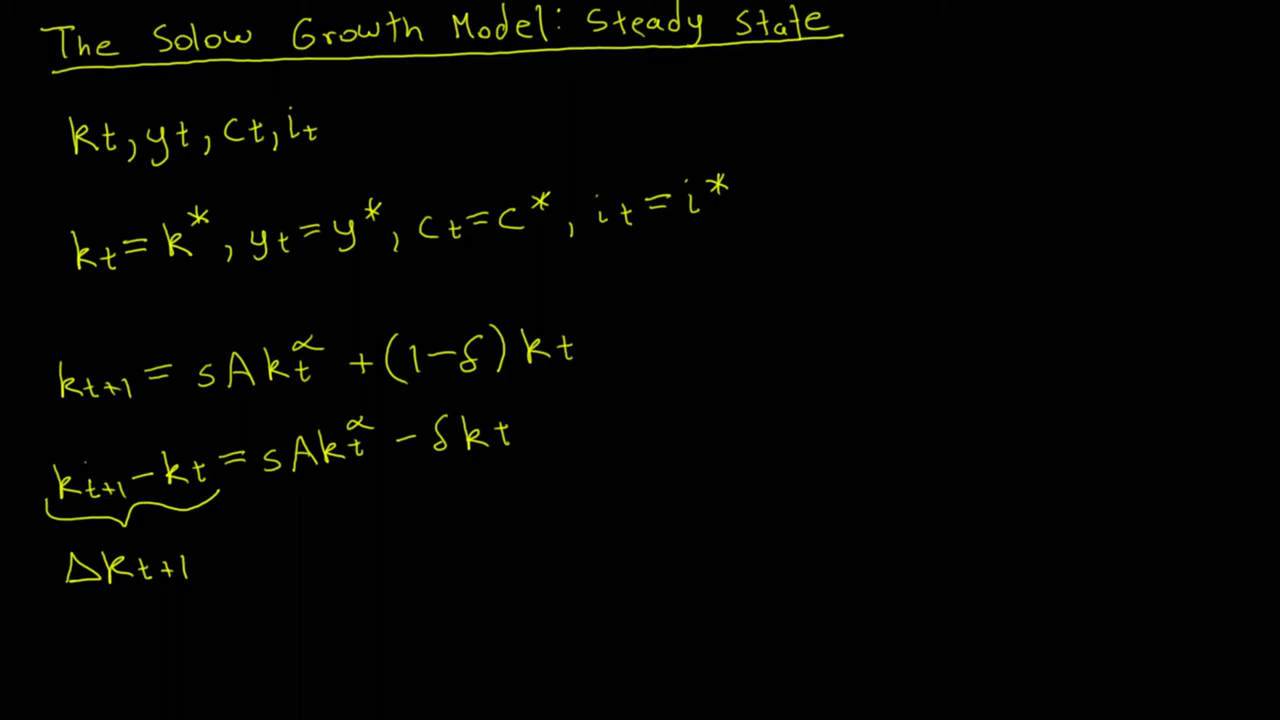 The Solow Growth Model: Steady State
kt, yt, ct, it
kt = k*, yt = y*, ct = c*, it = i*
kt+1 = sAkt^α + (1-δ)kt
kt+1 - kt = sAkt^α - δkt
Δkt+1